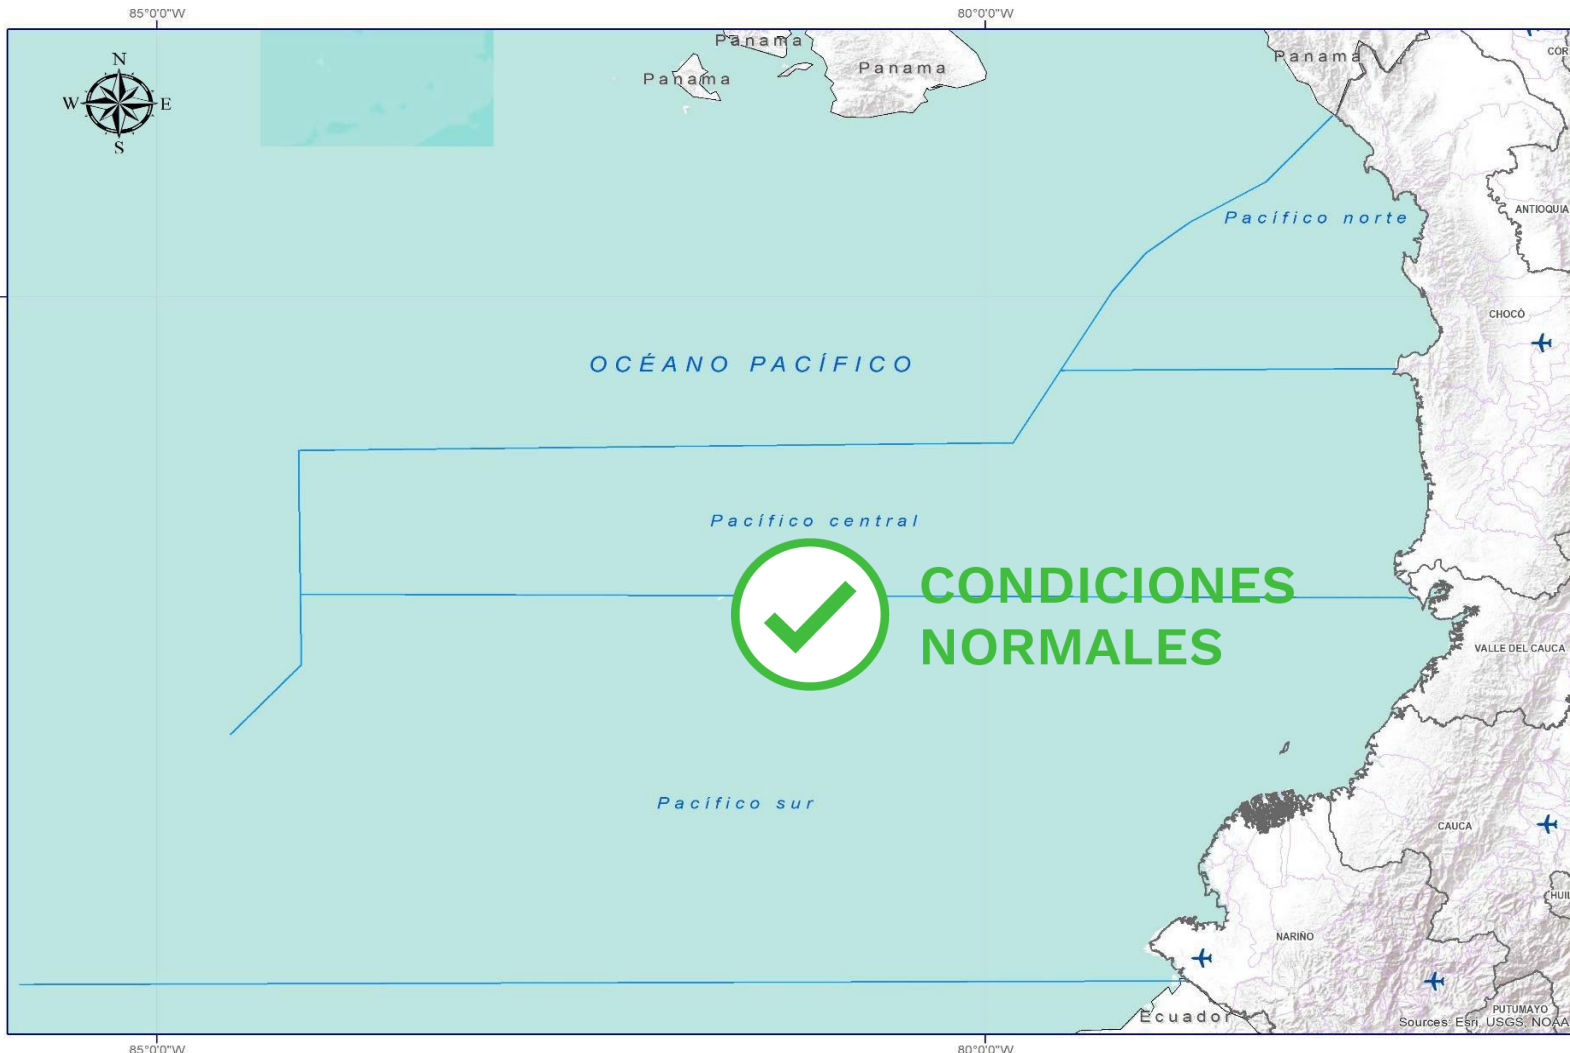 85°0'0"W
80°0'0"W
N
W
E
S
Panama
Panama
Panama
Panama
CÓR
ANTIOQUIA
Pacífico norte
CHOCÓ
OCÉANO PACÍFICO
Pacífico central
CONDICIONES
NORMALES
VALLE DEL CAUCA
Pacífico sur
CAUCA
HUIL
NARIÑO
PUTUMAYO
Ecuador
Sources: Esri, USGS, NOAA
85°0'0"W
80°0'0"W